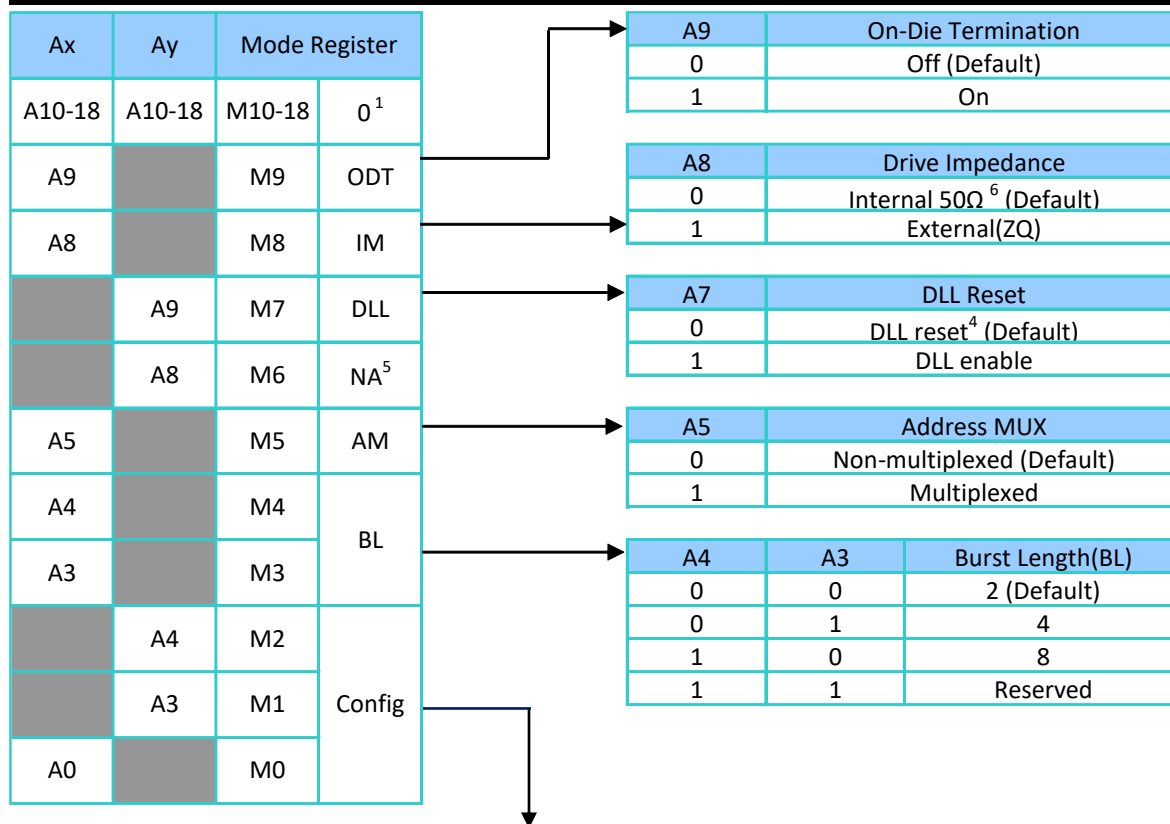 Ax Ay Mode Register
A10-18 A10-18 M10-18 0¹
A9 M9 ODT
A8 M8 IM
A9 M7 DLL
A8 M6 NA⁵
A5 M5 AM
A4 M4
BL
A3 M3
A4 M2
A3 M1 Config
A0 M0
A9 On-Die Termination
0 Off (Default)
1 On
A8 Drive Impedance
0 Internal 50Ω ⁶ (Default)
1 External(ZQ)
A7 DLL Reset
0 DLL reset⁴ (Default)
1 DLL enable
A5 Address MUX
0 Non-multiplexed (Default)
1 Multiplexed
A4 A3 Burst Length(BL)
0 0 2 (Default)
0 1 4
1 0 8
1 1 Reserved